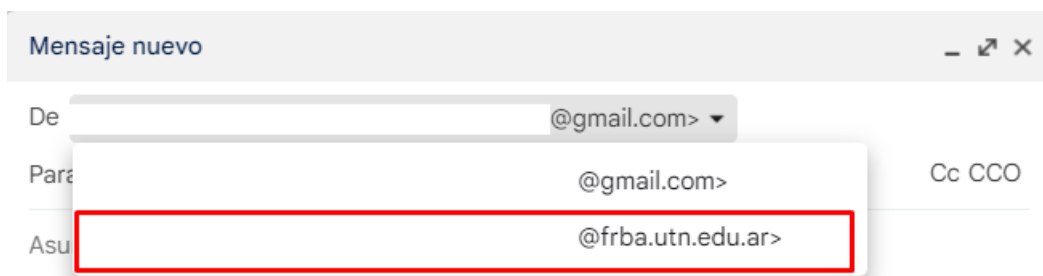 Mensaje nuevo
De @gmail.com>
Para @gmail.com> Cc CCO
Asu @frba.utn.edu.ar>